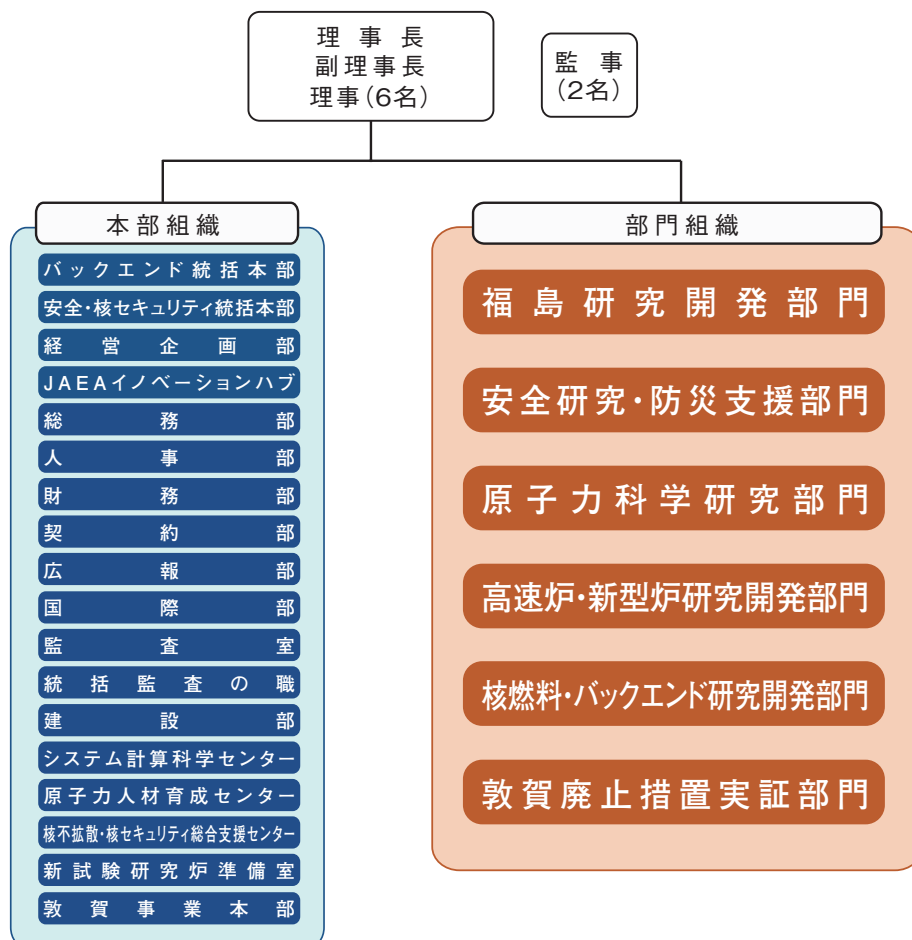 理事長
副理事長
理事(6名)
監事
(2名)
本部組織
バックエンド統括本部
安全・核セキュリティ統括本部
経営企画部
JAEAイノベーションハブ
総務部
人事部
財務部
契約部
広報部
国際部
監査室
統括監査の職
建設部
システム計算科学センター
原子力人材育成センター
核不拡散・核セキュリティ総合支援センター
新試験研究炉準備室
敦賀事業本部
部門組織
福島研究開発部門
安全研究・防災支援部門
原子力科学研究部門
高速炉・新型炉研究開発部門
核燃料・バックエンド研究開発部門
敦賀廃止措置実証部門